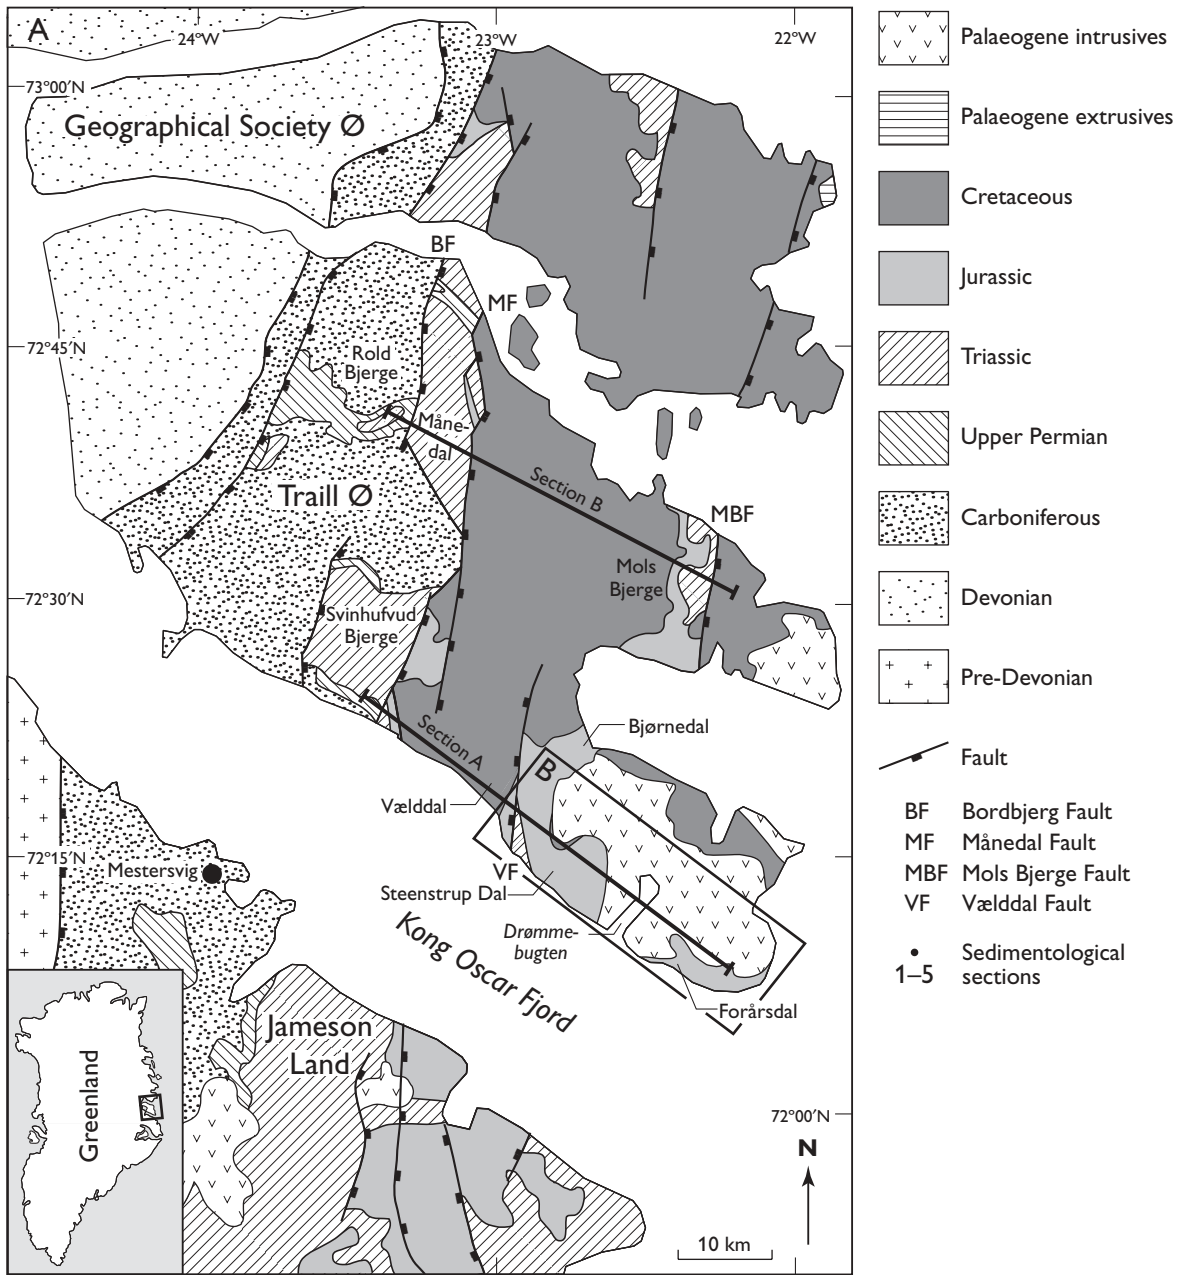 A
24°W
23°W
22°W
73°00′N
Geographical Society Ø
BF
MF
72°45′N
Rold
Bjerge
Måne-
dal
Section B
Traill Ø
MBF
Mols
Bjerge
72°30′N
Svinhufvud
Bjerge
Section A
Bjørnedal
B
Vælddal
72°15′N
Mestersvig
VF
Steenstrup Dal
Drømme-
bugten
Kong Oscar Fjord
Forårsdal
Jameson
Land
Greenland
72°00′N
N
10 km
Palaeogene intrusives
Palaeogene extrusives
Cretaceous
Jurassic
Triassic
Upper Permian
Carboniferous
Devonian
Pre-Devonian
Fault
BF Bordbjerg Fault
MF Månedal Fault
MBF Mols Bjerge Fault
VF Vælddal Fault
1–5 Sedimentological
sections